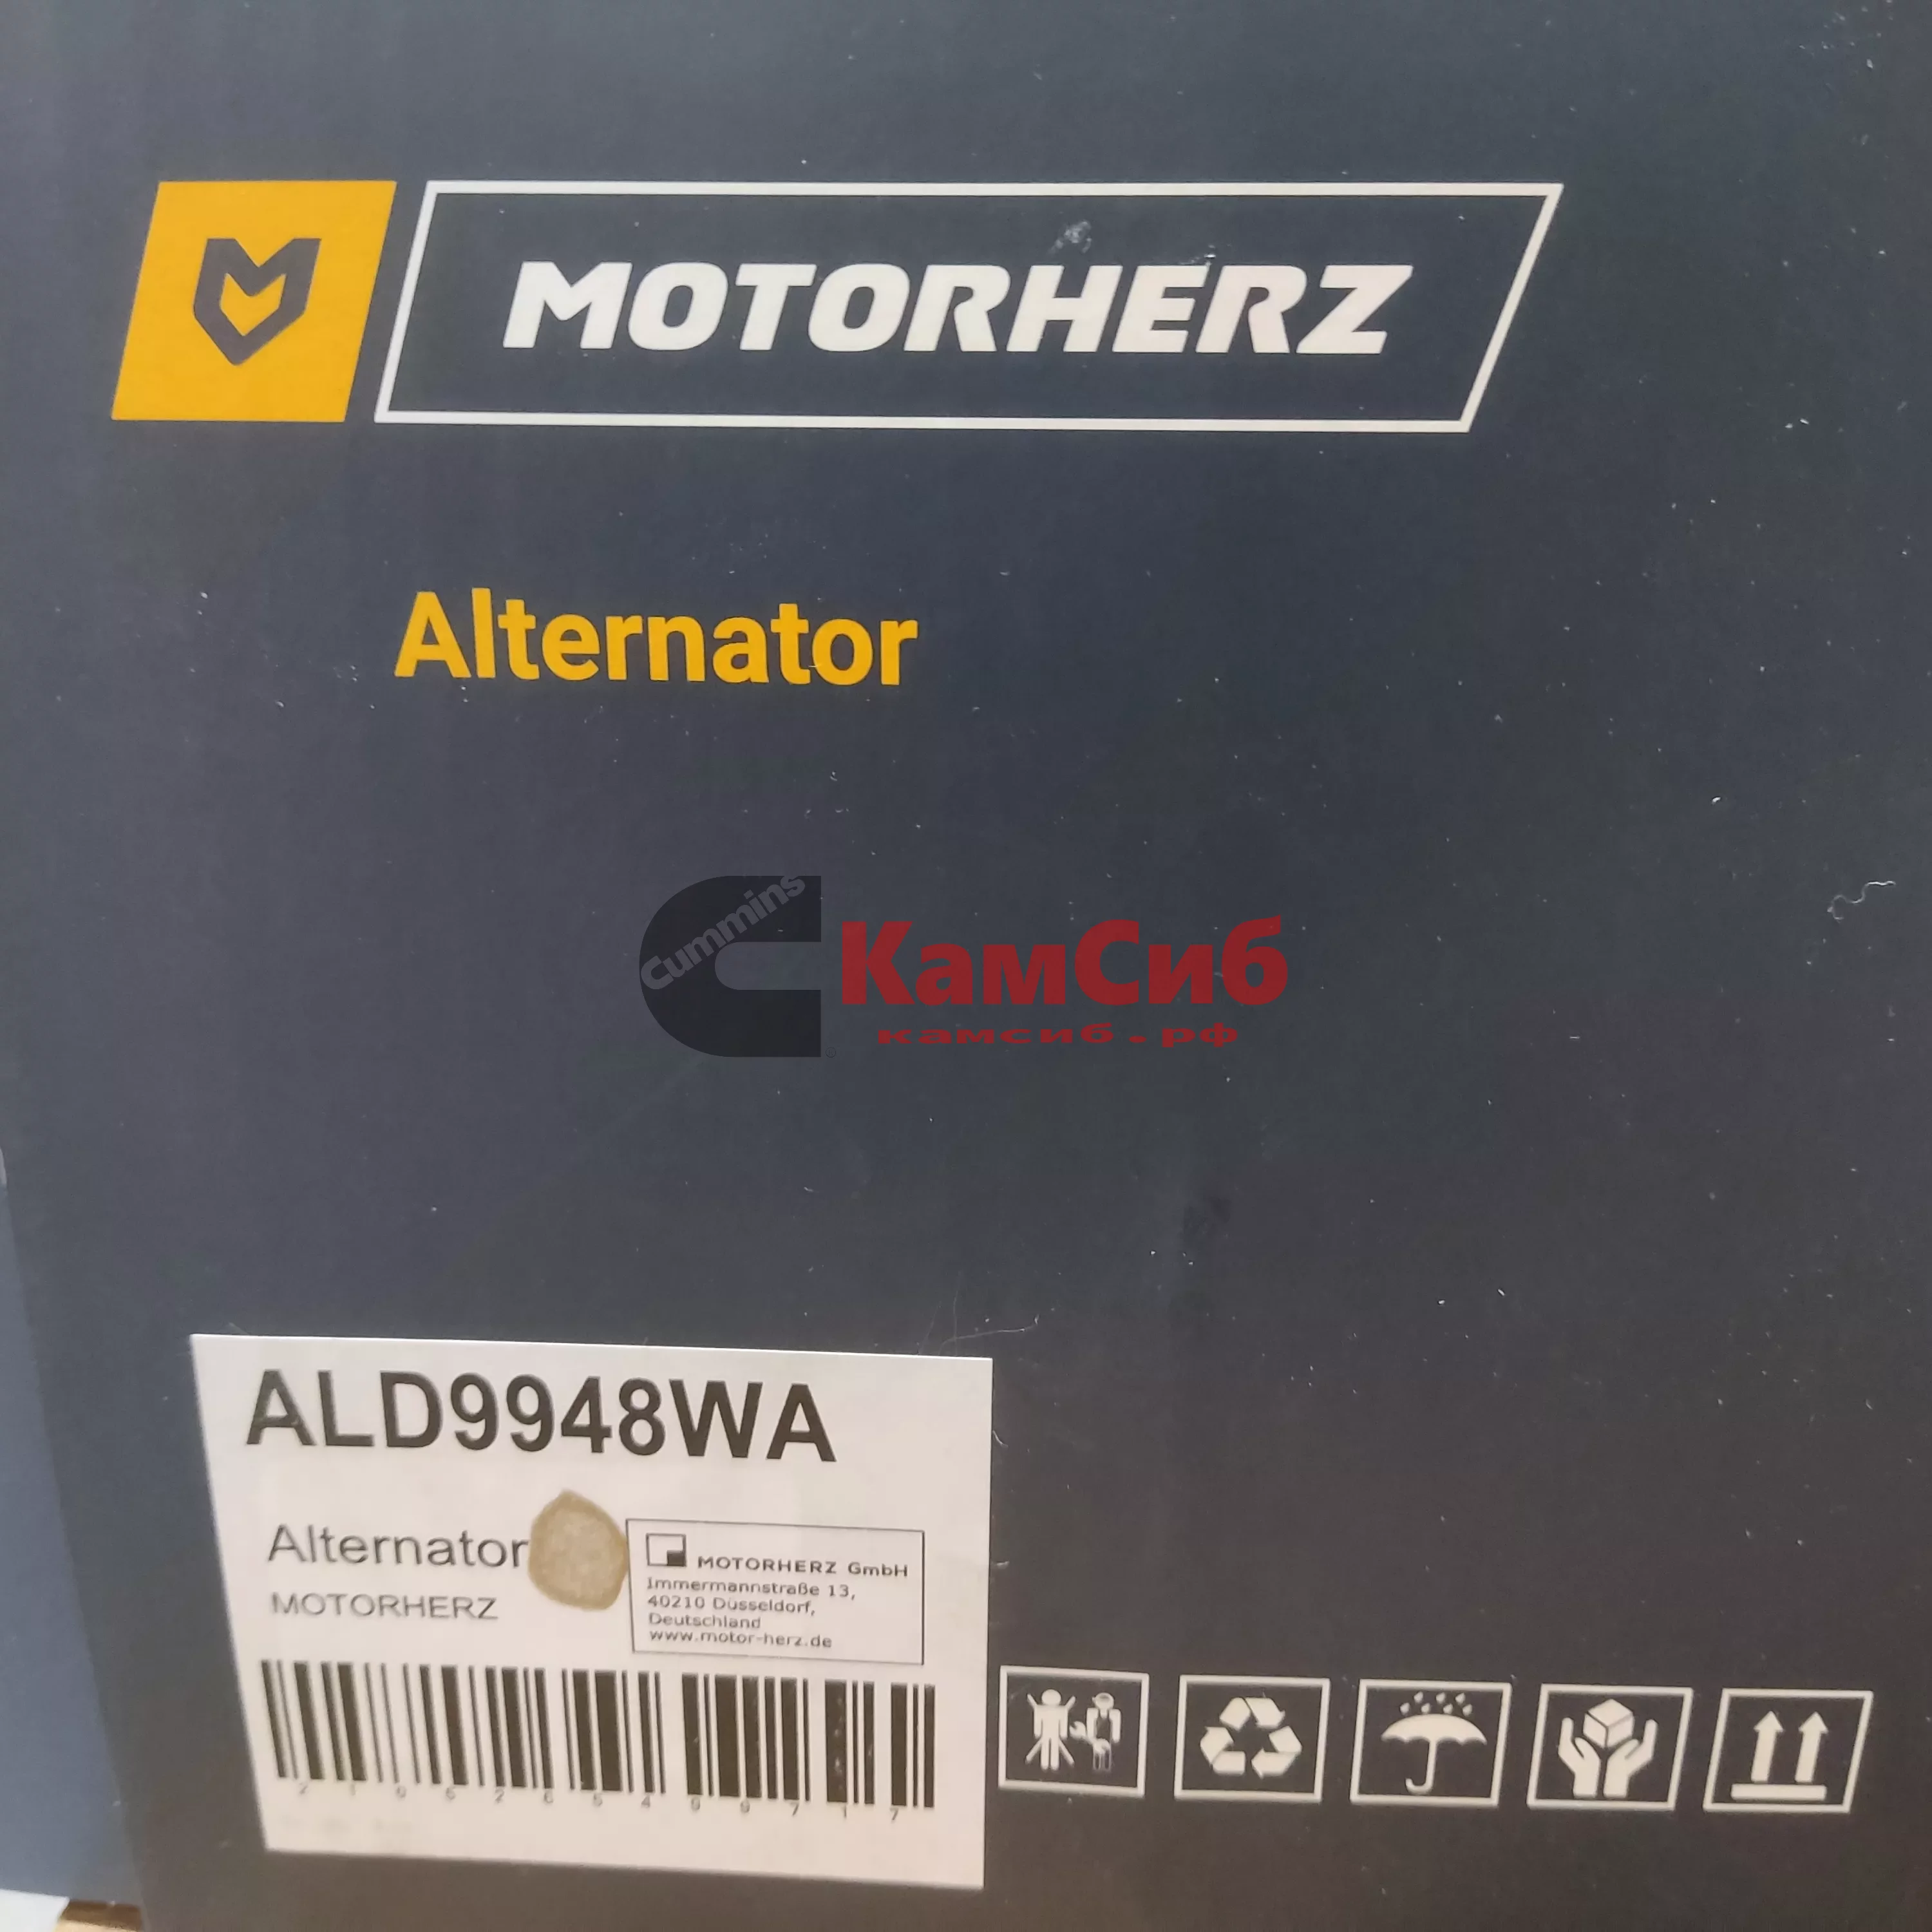 MOTORHERZ
Alternator
Cummins
КамСиб
камсиб.рф
ALD9948WA
Alternator
MOTORHERZ
MOTORHERZ GmbH
Immermannstraße 13,
40210 Düsseldorf,
Deutschland
www.motor-herz.de